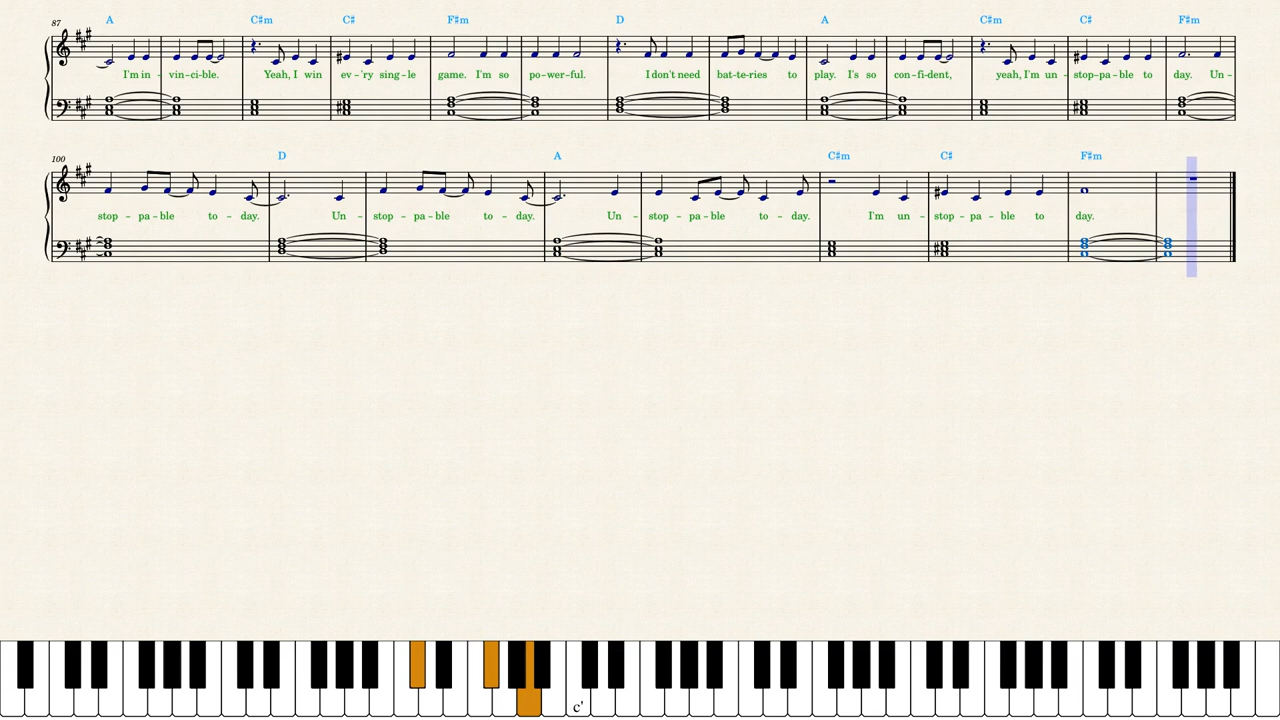 87 A C♯m C♯ F♯m D A C♯m C♯ F♯m
I'm in - vin-ci-ble. Yeah, I win ev-'ry sing-le game. I'm so po-wer-ful. I don't need bat-te-ries to play. I's so con-fi-dent, yeah, I'm un-stop-pa-ble to day. Un-
100 D A C♯m C♯ F♯m
stop - pa - ble to - day. Un - stop - pa - ble to - day. Un - stop - pa - ble to - day. I'm un - stop - pa - ble to day.
c'